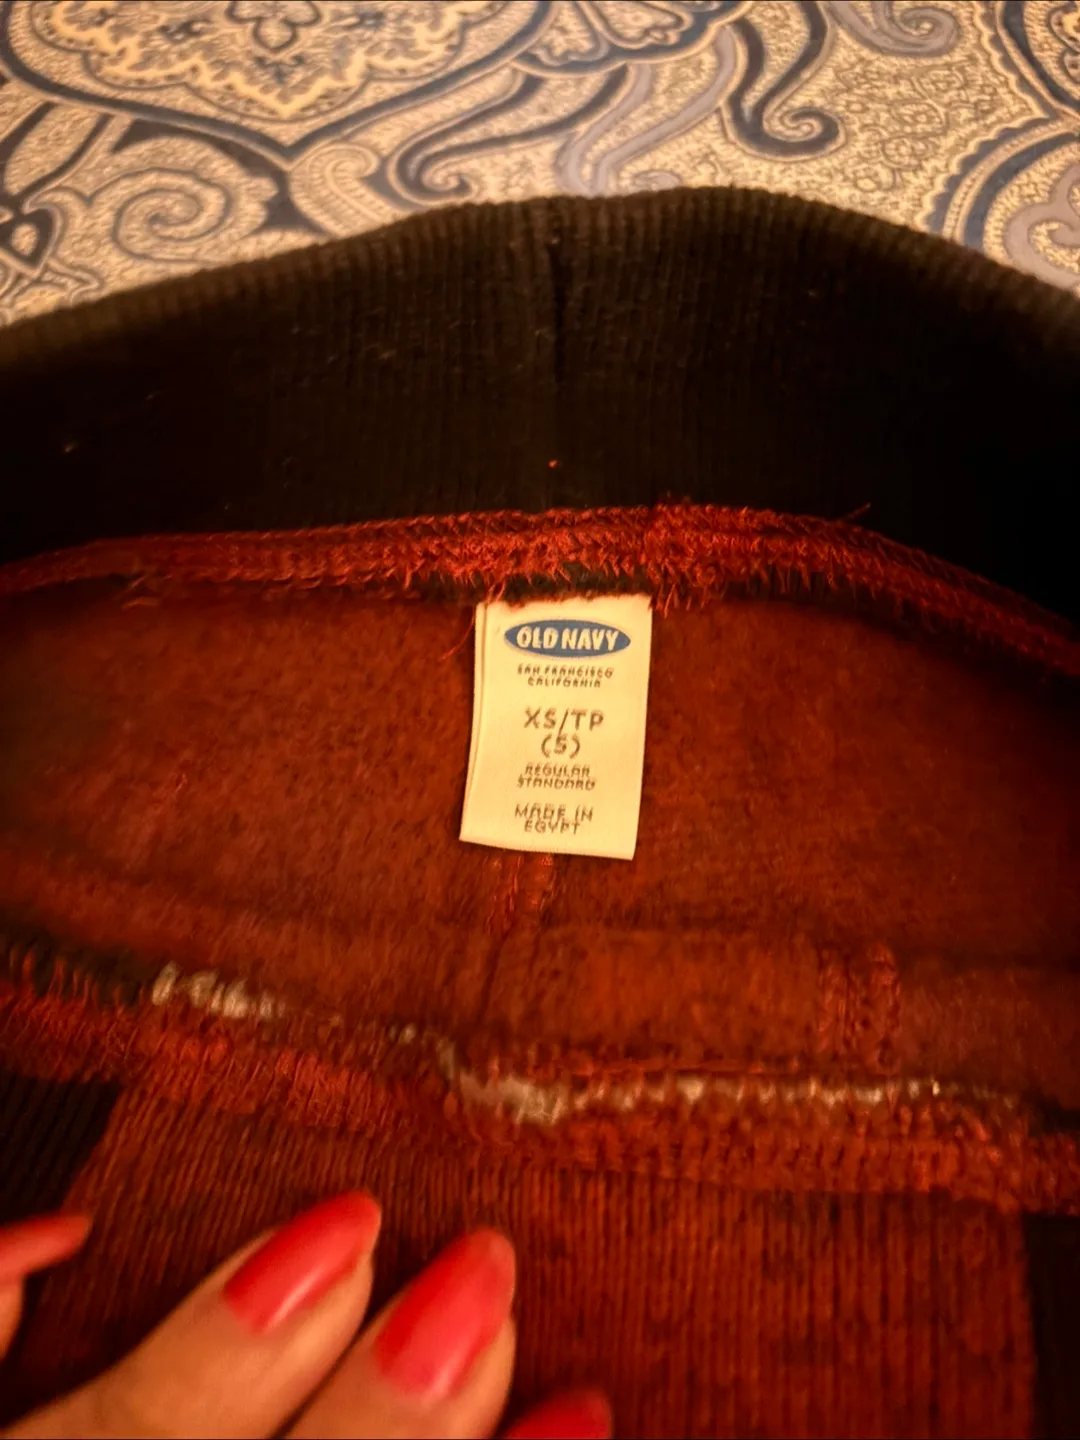 OLD NAVY
SAN FRANCISCO
CALIFORNIA
XS/TP
(5)
REGULAR
STANDARD
MADE IN
EGYPT